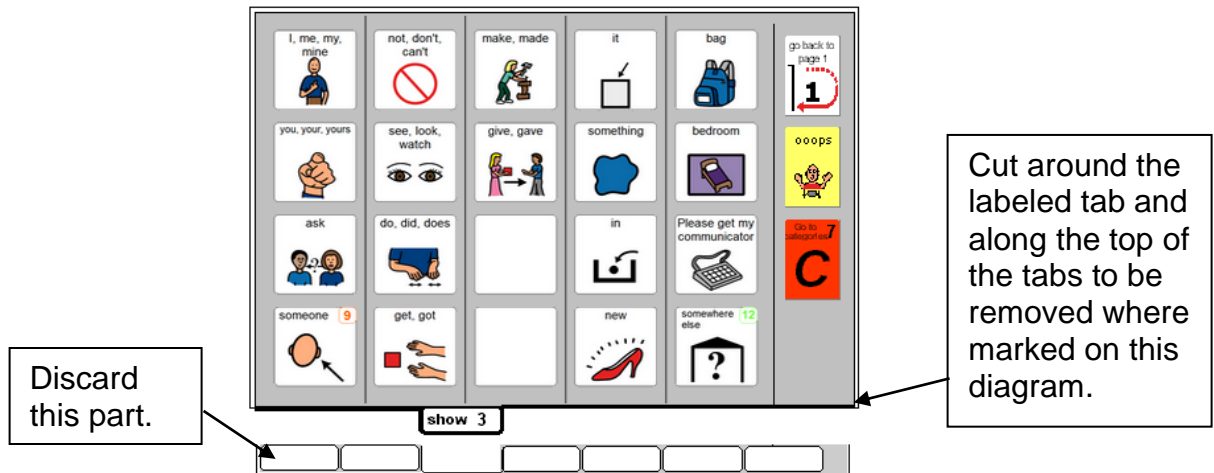 I, me, my,
mine
not, don't,
can't
make, made
it
bag
go back to
page 1
1
you, your, yours
see, look,
watch
give, gave
something
bedroom
ooops
ask
do, did, does
in
Please get my
communicator
Go to
categories 7
C
someone 9
get, got
new
somewhere 12
else
?
show 3
Discard
this part.
Cut around the
labeled tab and
along the top of
the tabs to be
removed where
marked on this
diagram.